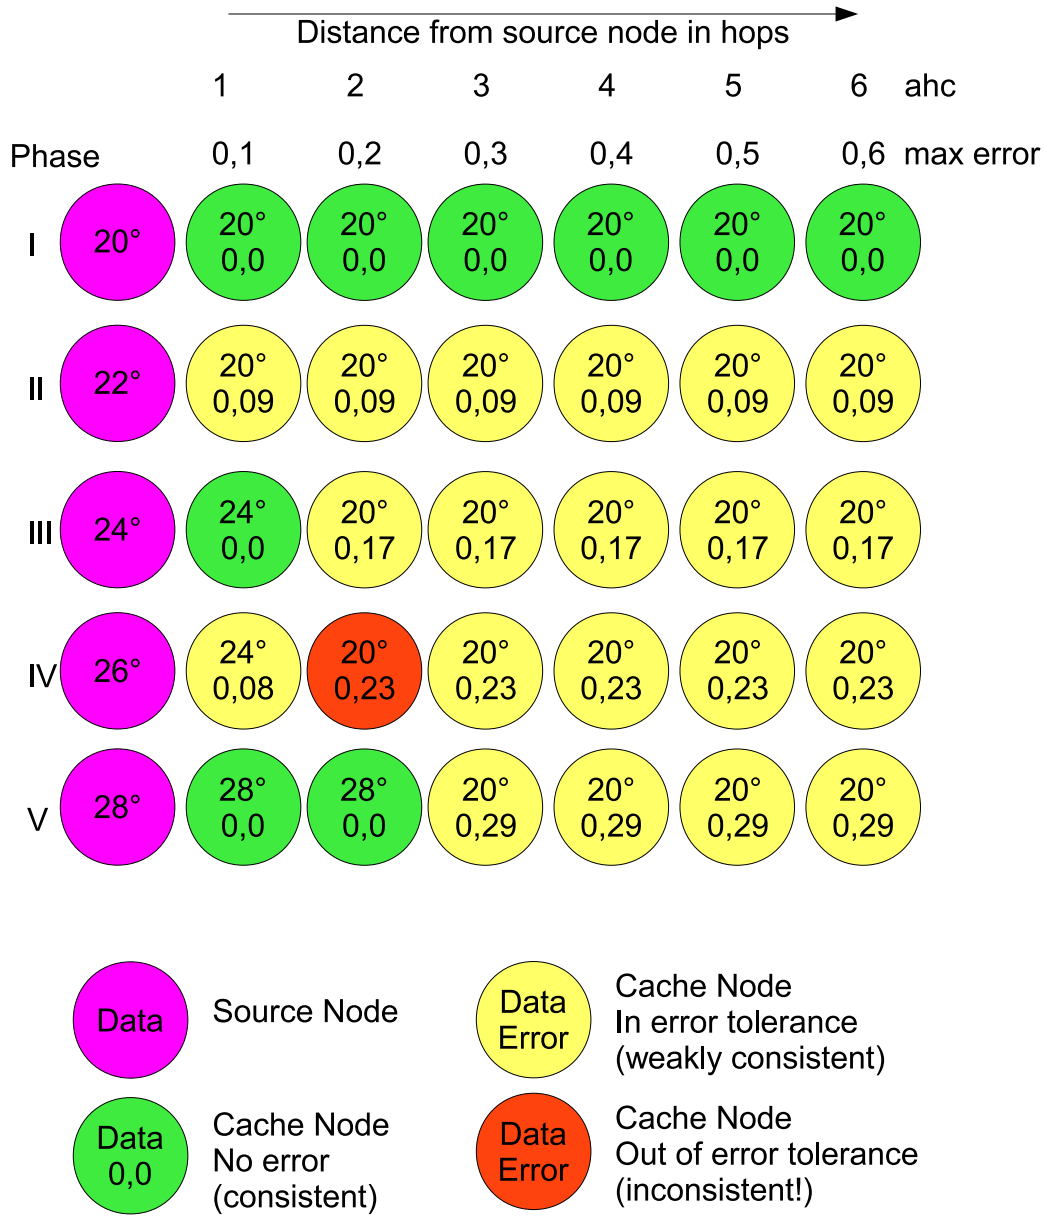 Distance from source node in hops
1 2 3 4 5 6 ahc
Phase 0,1 0,2 0,3 0,4 0,5 0,6 max error
I 20° 20° 20° 20° 20° 20° 20°
0,0 0,0 0,0 0,0 0,0 0,0
II 22° 20° 20° 20° 20° 20° 20°
0,09 0,09 0,09 0,09 0,09 0,09
III 24° 24° 20° 20° 20° 20° 20°
0,0 0,17 0,17 0,17 0,17 0,17
IV 26° 24° 20° 20° 20° 20° 20°
0,08 0,23 0,23 0,23 0,23 0,23
V 28° 28° 28° 20° 20° 20° 20°
0,0 0,0 0,29 0,29 0,29 0,29
Data
Source Node
Data
Error
Cache Node
In error tolerance
(weakly consistent)
Data
0,0
Cache Node
No error
(consistent)
Data
Error
Cache Node
Out of error tolerance
(inconsistent!)